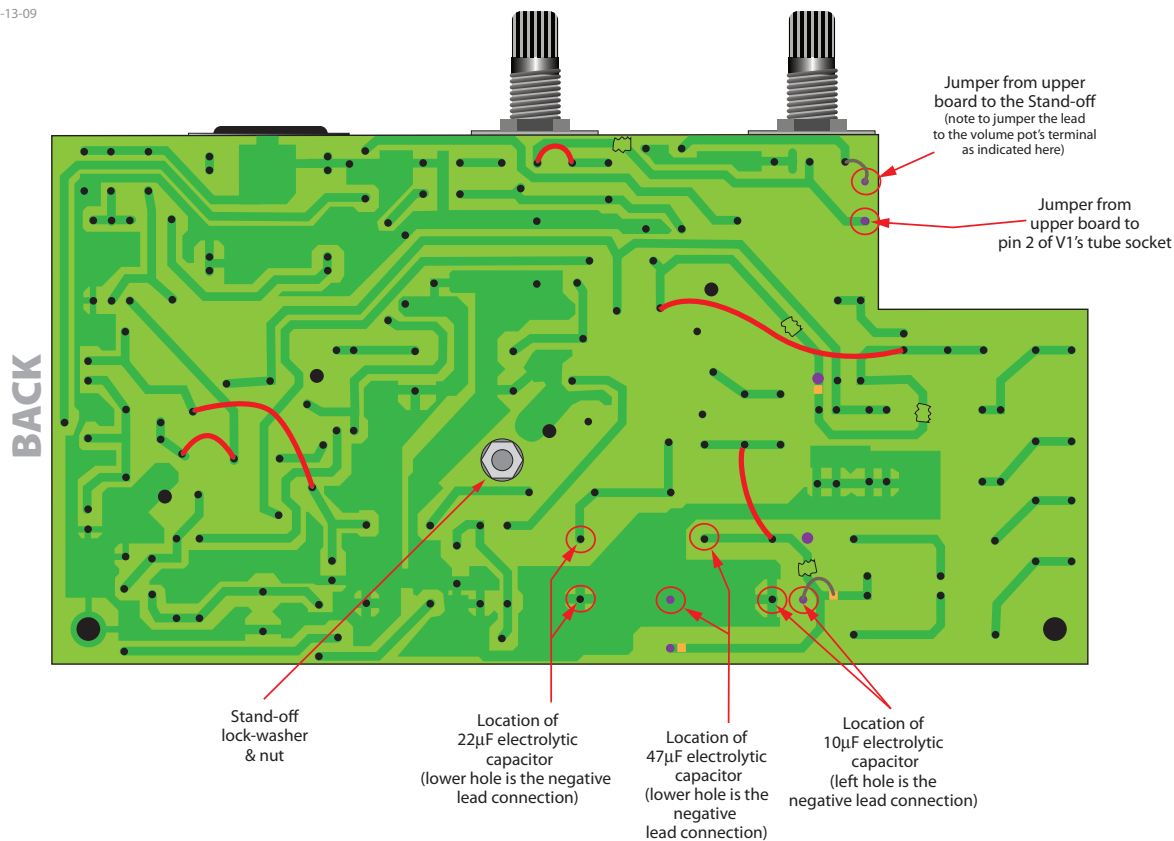 -13-09
Jumper from upper
board to the Stand-off
(note to jumper the lead
to the volume pot's terminal
as indicated here)
Jumper from
upper board to
pin 2 of V1's tube socket
BACK
Stand-off
lock-washer
& nut
Location of
22µF electrolytic
capacitor
(lower hole is the negative
lead connection)
Location of
47µF electrolytic
capacitor
(lower hole is the
negative
lead connection)
Location of
10µF electrolytic
capacitor
(left hole is the
negative lead connection)